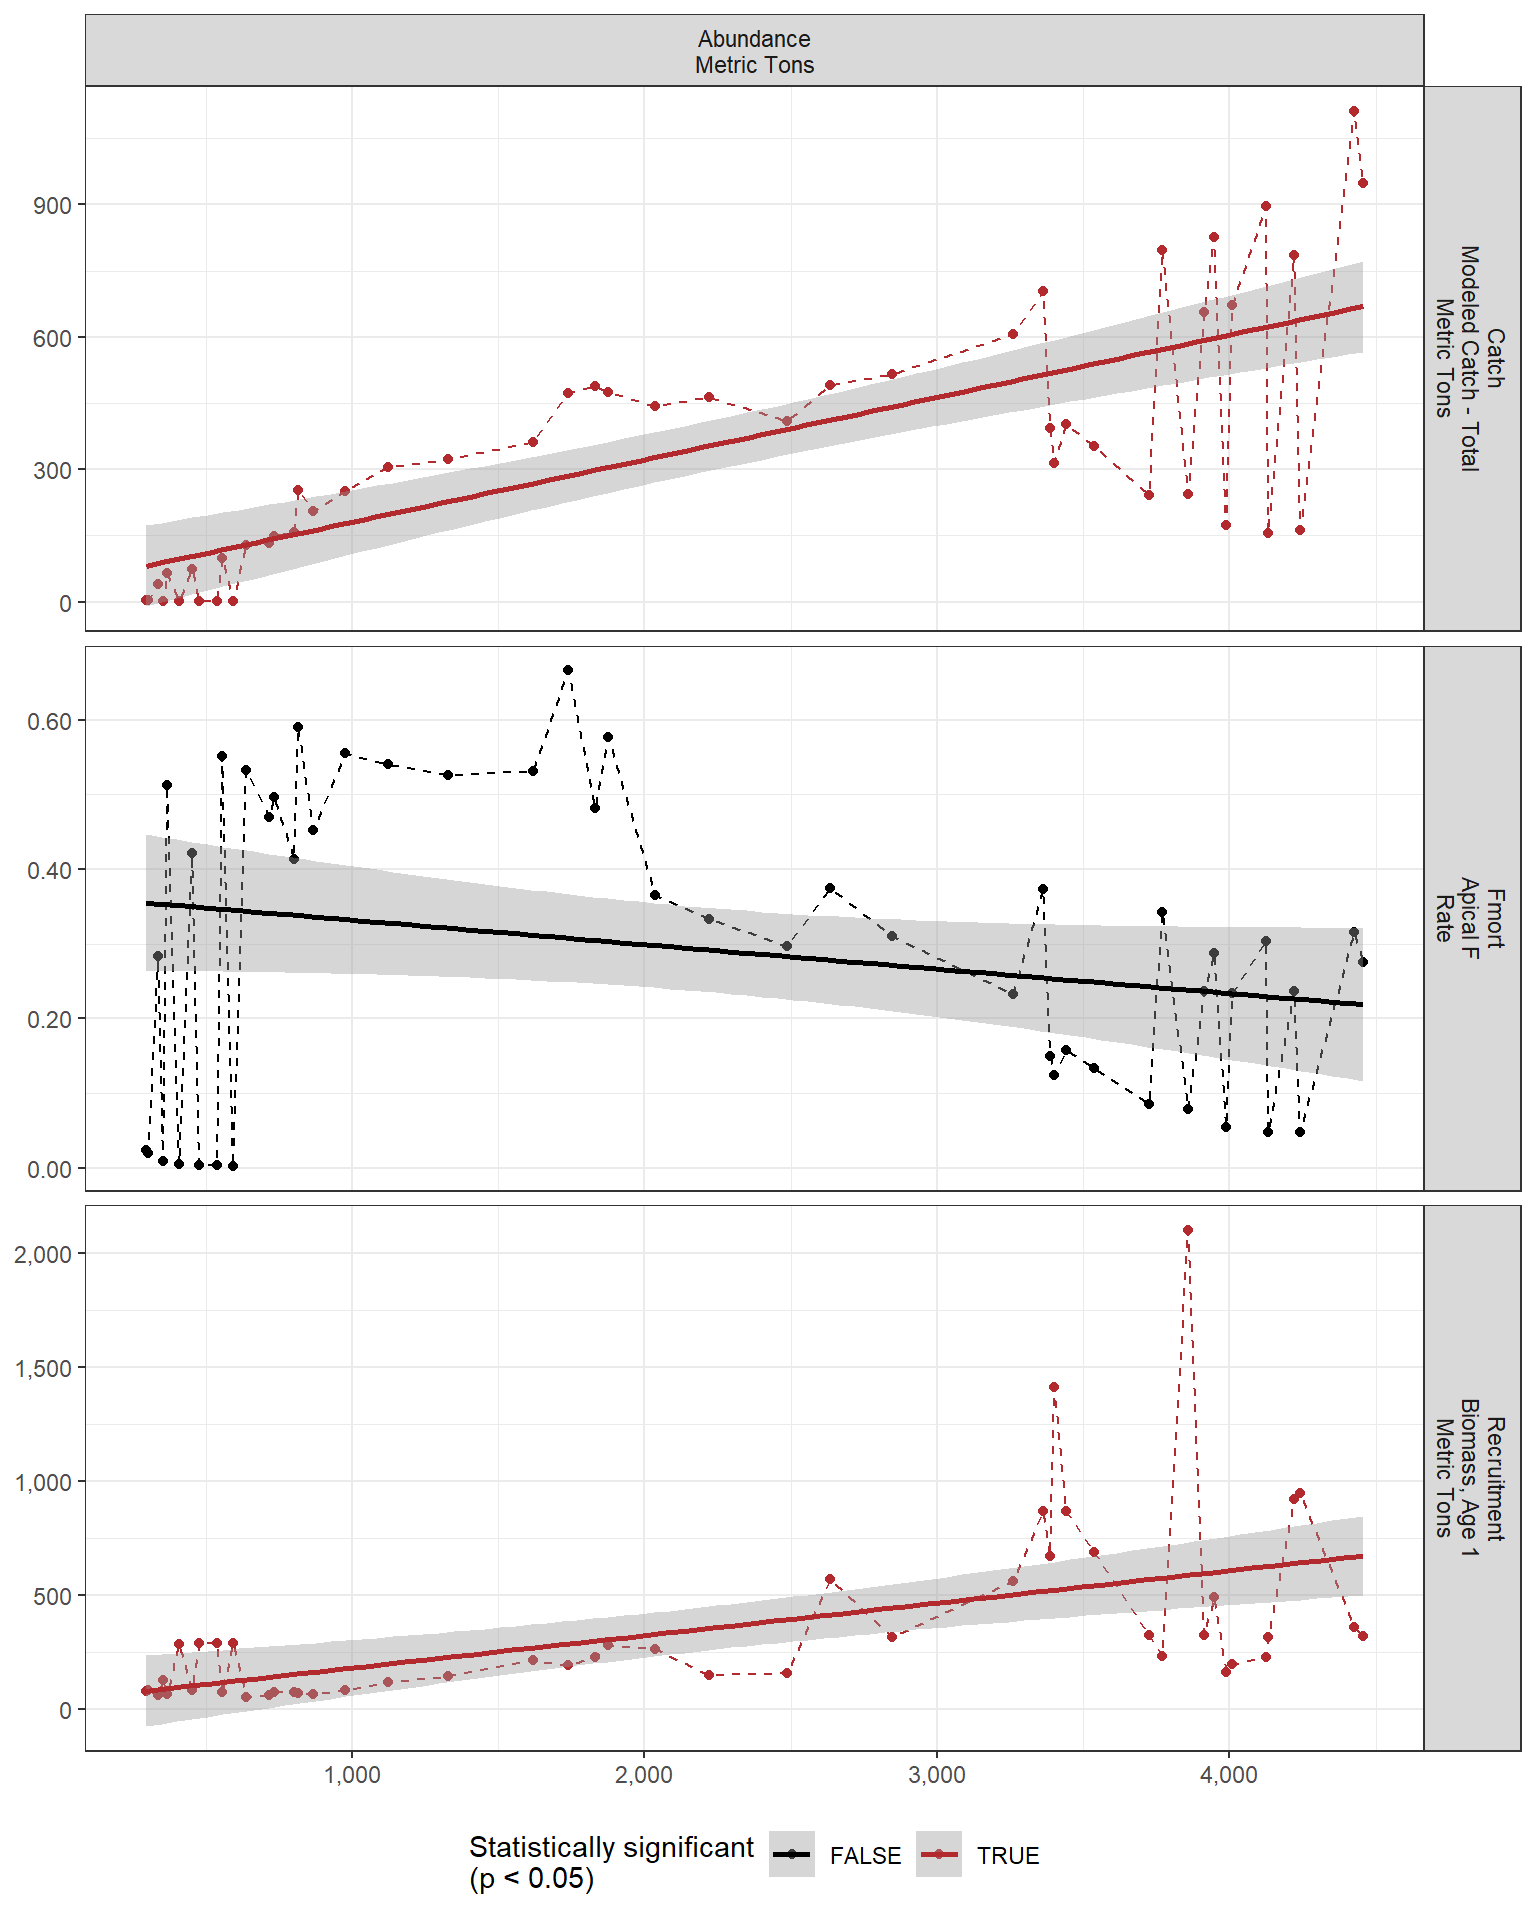 Abundance
Metric Tons
900
600
300
0
Catch
Modeled Catch - Total
Metric Tons
0.60
0.40
0.20
0.00
Fmort
Apical F
Rate
2,000
1,500
1,000
500
0
Recruitment
Biomass, Age 1
Metric Tons
1,000
2,000
3,000
4,000
Statistically significant
(p < 0.05)
FALSE
TRUE